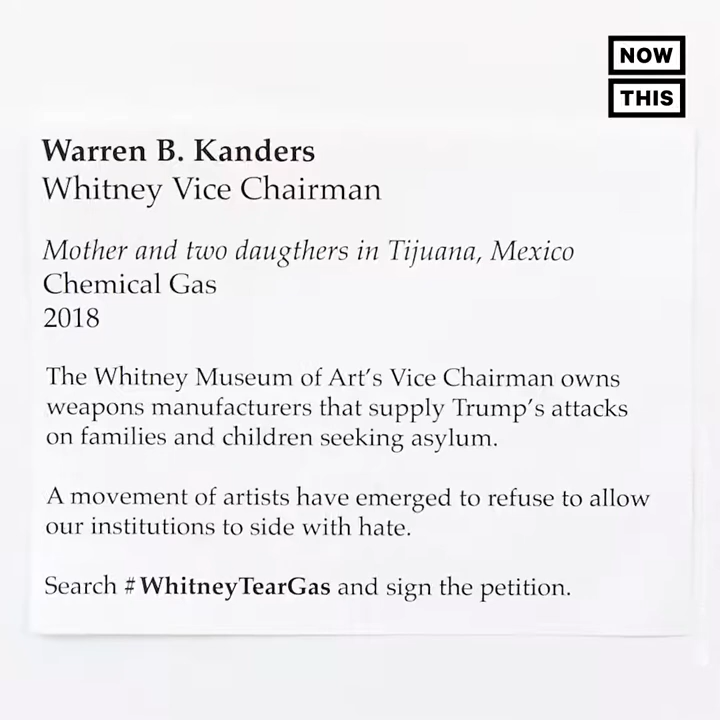 NOW
THIS
Warren B. Kanders
Whitney Vice Chairman
Mother and two daugthers in Tijuana, Mexico
Chemical Gas
2018
The Whitney Museum of Art's Vice Chairman owns
weapons manufacturers that supply Trump's attacks
on families and children seeking asylum.
A movement of artists have emerged to refuse to allow
our institutions to side with hate.
Search #WhitneyTearGas and sign the petition.